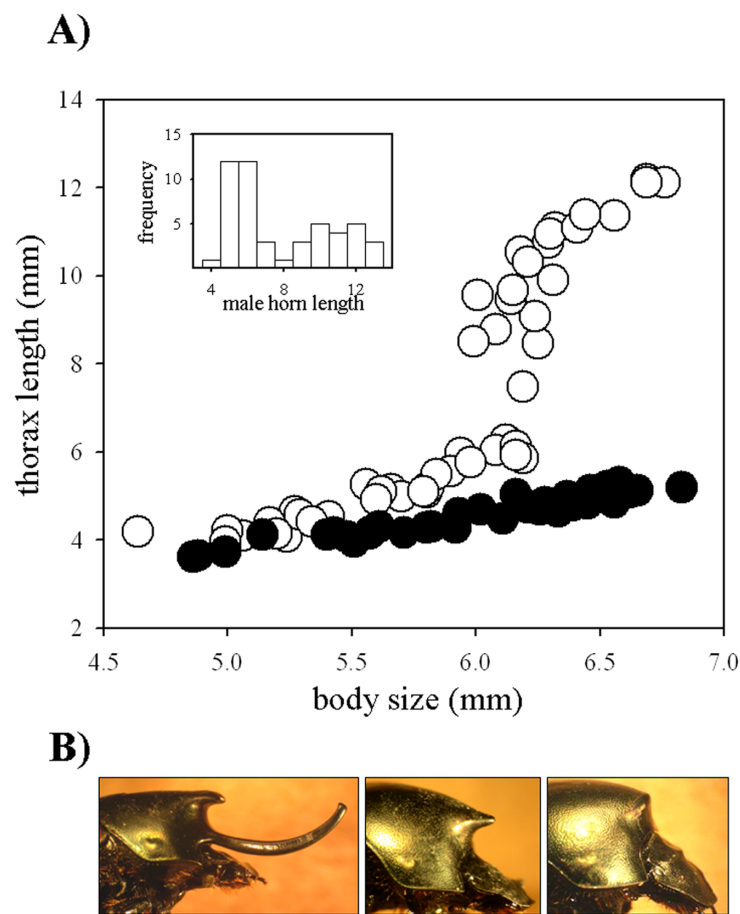 A)
14
12
10
8
6
4
2
thorax length (mm)
15
10
5
frequency
4 8 12
male horn length
4.5 5.0 5.5 6.0 6.5 7.0
body size (mm)
B)